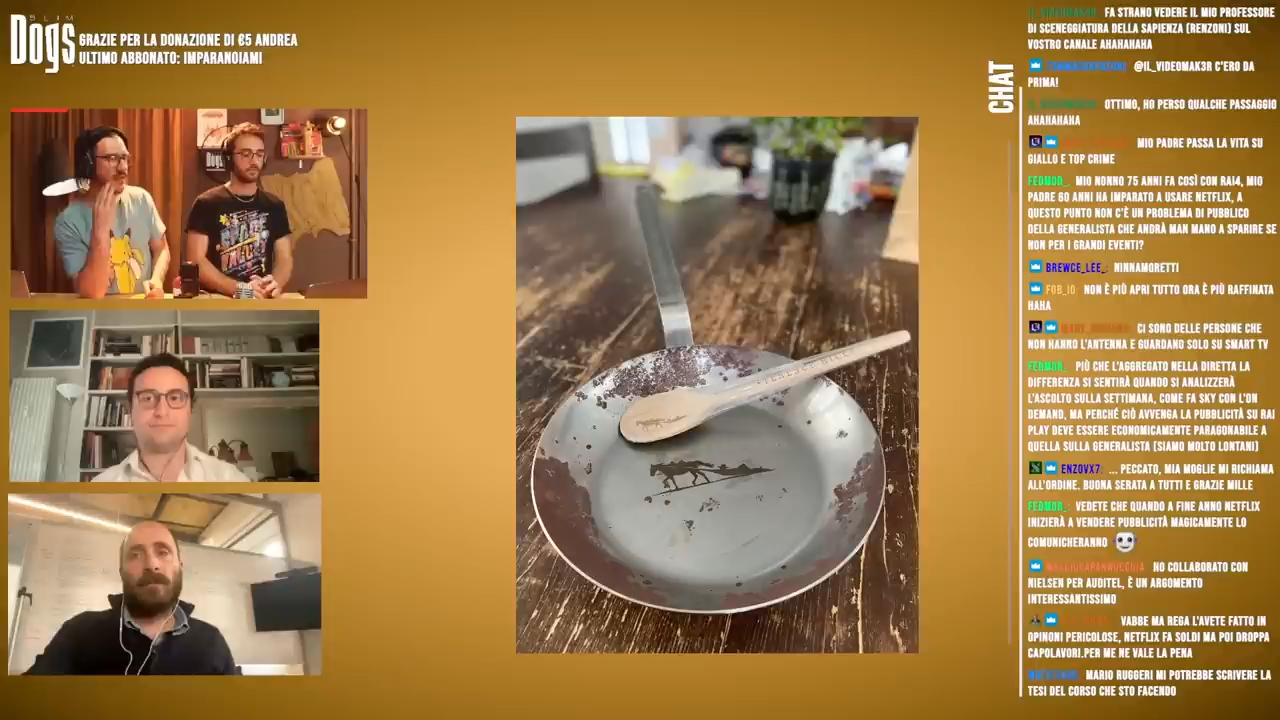 SLIM
Dogs
GRAZIE PER LA DONAZIONE DI €5 ANDREA
ULTIMO ABBONATO: IMPARANOIAMI
CHAT
FA STRANO VEDERE IL MIO PROFESSORE
DI SCENEGGIATURA DELLA SAPIENZA (RENZONI) SUL
VOSTRO CANALE AHAHAHAHA
@IL_VIDEOMAK3R C'ERO DA
PRIMA!
OTTIMO, HO PERSO QUALCHE PASSAGGIO
AHAHAHAHA
MIO PADRE PASSA LA VITA SU
GIALLO E TOP CRIME
FEDMOR_: MIO NONNO 75 ANNI FA COSÌ CON RAI4, MIO
PADRE 60 ANNI HA IMPARATO A USARE NETFLIX, A
QUESTO PUNTO NON C'È UN PROBLEMA DI PUBBLICO
DELLA GENERALISTA CHE ANDRÀ MAN MANO A SPARIRE SE
NON PER I GRANDI EVENTI?
BREWCE_LEE_: NINNAMORETTI
FOB_IO: NON È PIÙ APRI TUTTO ORA È PIÙ RAFFINATA
HAHA
CI SONO DELLE PERSONE CHE
NON HANNO L'ANTENNA E GUARDANO SOLO SU SMART TV
FEDMOR_: PIÙ CHE L'AGGREGATO NELLA DIRETTA LA
DIFFERENZA SI SENTIRÀ QUANDO SI ANALIZZERÀ
L'ASCOLTO SULLA SETTIMANA, COME FA SKY CON L'ON
DEMAND, MA PERCHÉ CIÒ AVVENGA LA PUBBLICITÀ SU RAI
PLAY DEVE ESSERE ECONOMICAMENTE PARAGONABILE A
QUELLA SULLA GENERALISTA (SIAMO MOLTO LONTANI)
ENZOVX7: ... PECCATO, MIA MOGLIE MI RICHIAMA
ALL'ORDINE. BUONA SERATA A TUTTI E GRAZIE MILLE
FEDMOR_: VEDETE CHE QUANDO A FINE ANNO NETFLIX
INIZIERÀ A VENDERE PUBBLICITÀ MAGICAMENTE LO
COMUNICHERANNO
HO COLLABORATO CON
NIELSEN PER AUDITEL, È UN ARGOMENTO
INTERESSANTISSIMO
VABBE MA REGA L'AVETE FATTO IN
OPINONI PERICOLOSE, NETFLIX FA SOLDI MA POI DROPPA
CAPOLAVORI.PER ME NE VALE LA PENA
MARIO RUGGERI MI POTREBBE SCRIVERE LA
TESI DEL CORSO CHE STO FACENDO